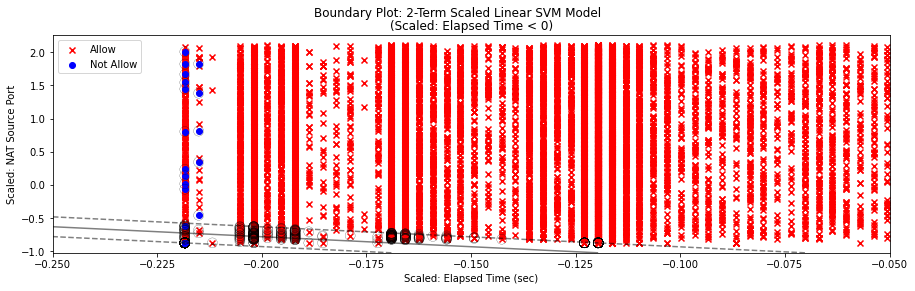 Boundary Plot: 2-Term Scaled Linear SVM Model
(Scaled: Elapsed Time < 0)
Allow
Not Allow
Scaled: NAT Source Port
2.0
1.5
1.0
0.5
0.0
−0.5
−1.0
−0.250
−0.225
−0.200
−0.175
−0.150
−0.125
−0.100
−0.075
−0.050
Scaled: Elapsed Time (sec)